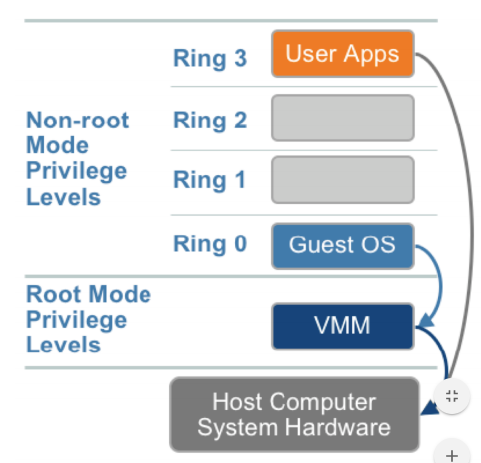 Ring 3
User Apps
Non-root
Mode
Privilege
Levels
Ring 2
Ring 1
Ring 0
Guest OS
Root Mode
Privilege
Levels
VMM
Host Computer
System Hardware